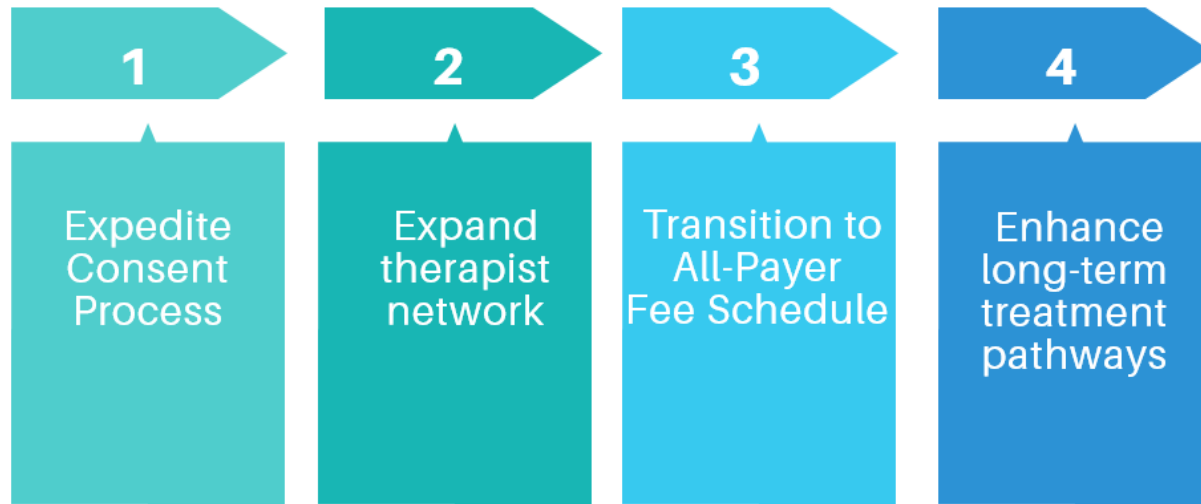 1
2
3
4
Expedite
Consent
Process
Expand
therapist
network
Transition to
All-Payer
Fee Schedule
Enhance
long-term
treatment
pathways